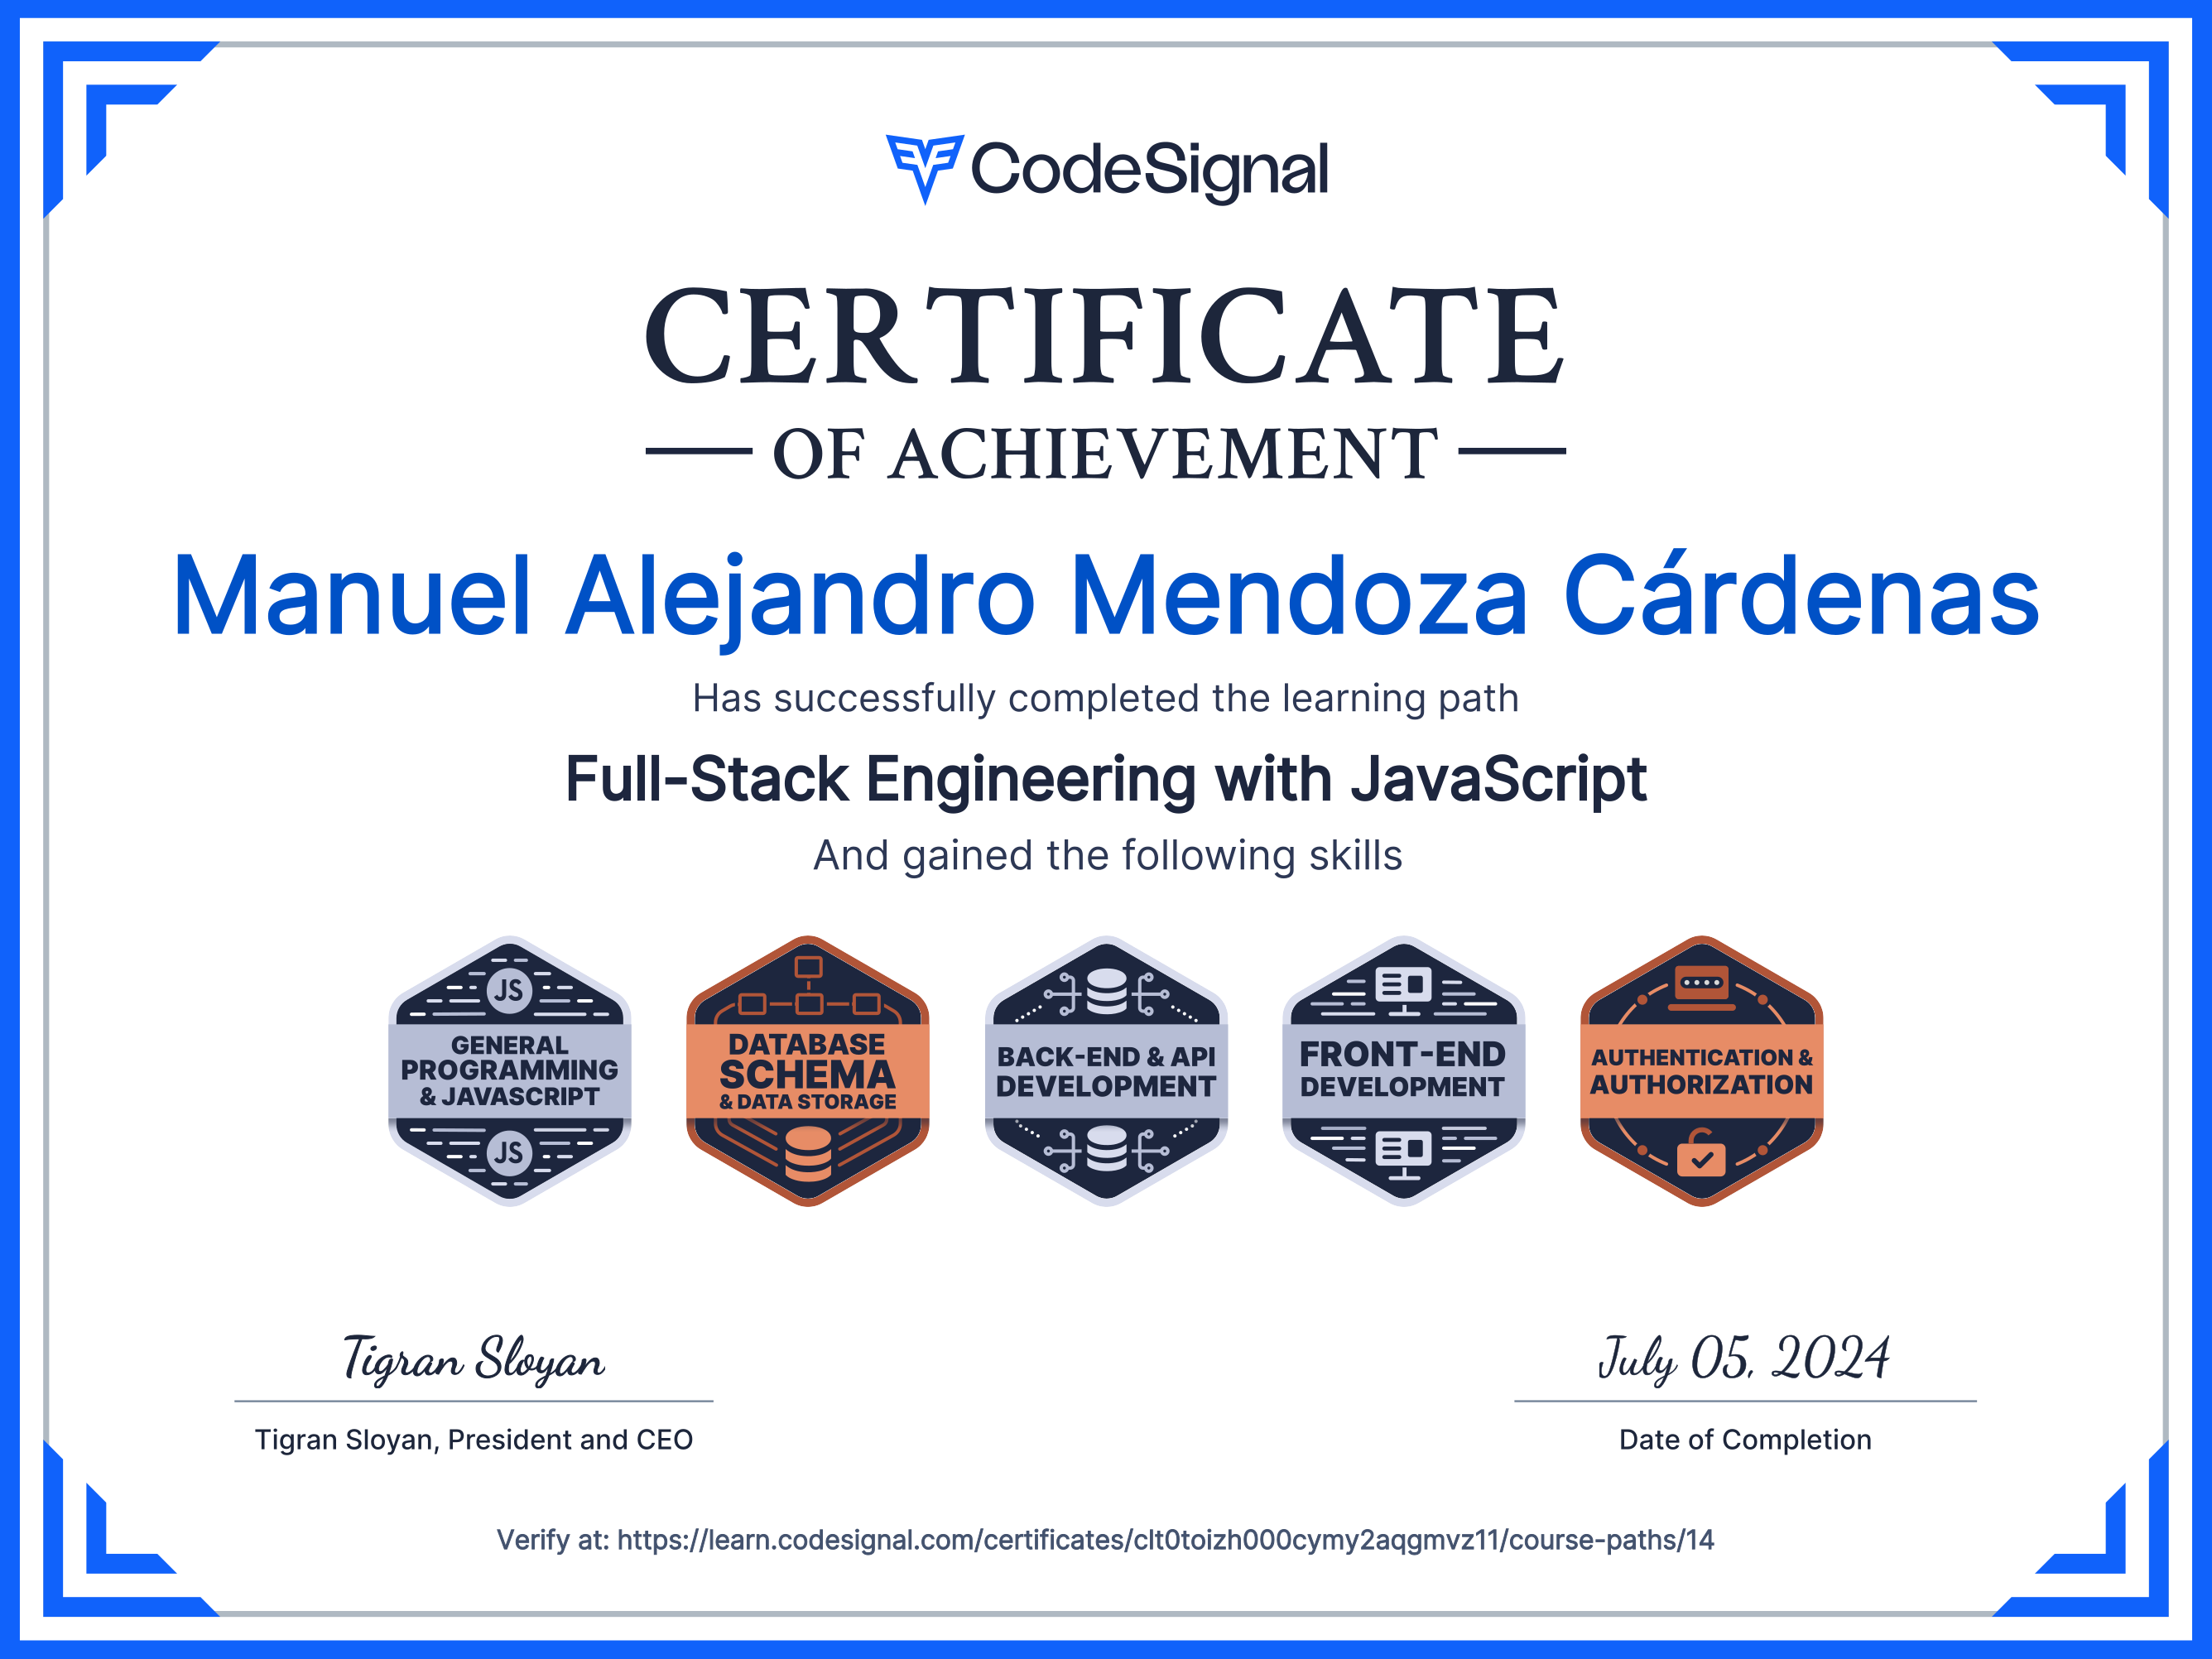 CodeSignal
CERTIFICATE
OF ACHIEVEMENT
Manuel Alejandro Mendoza Cárdenas
Has successfully completed the learning path
Full-Stack Engineering with JavaScript
And gained the following skills
JS
GENERAL
PROGRAMMING
& JAVASCRIPT
JS
DATABASE
SCHEMA
& DATA STORAGE
BACK-END & API
DEVELOPMENT
FRONT-END
DEVELOPMENT
AUTHENTICATION &
AUTHORIZATION
Tigran Sloyan
Tigran Sloyan, President and CEO
July 05, 2024
Date of Completion
Verify at: https://learn.codesignal.com/certificates/clt0toizh000cymy2aqgmvz11/course-paths/14